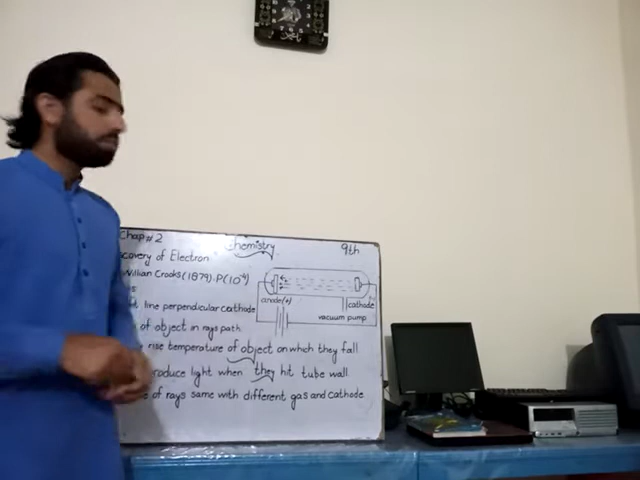 Chap#2 Chemistry 9th
covery of Electron
Willian Crooks (1879). P(10⁻⁴)
anode(+) cathode
line perpendicular cathode
vacuum pump
of object in rays path
rise temperature of object on which they fall
roduce light when they hit tube wall
of rays same with different gas and cathode